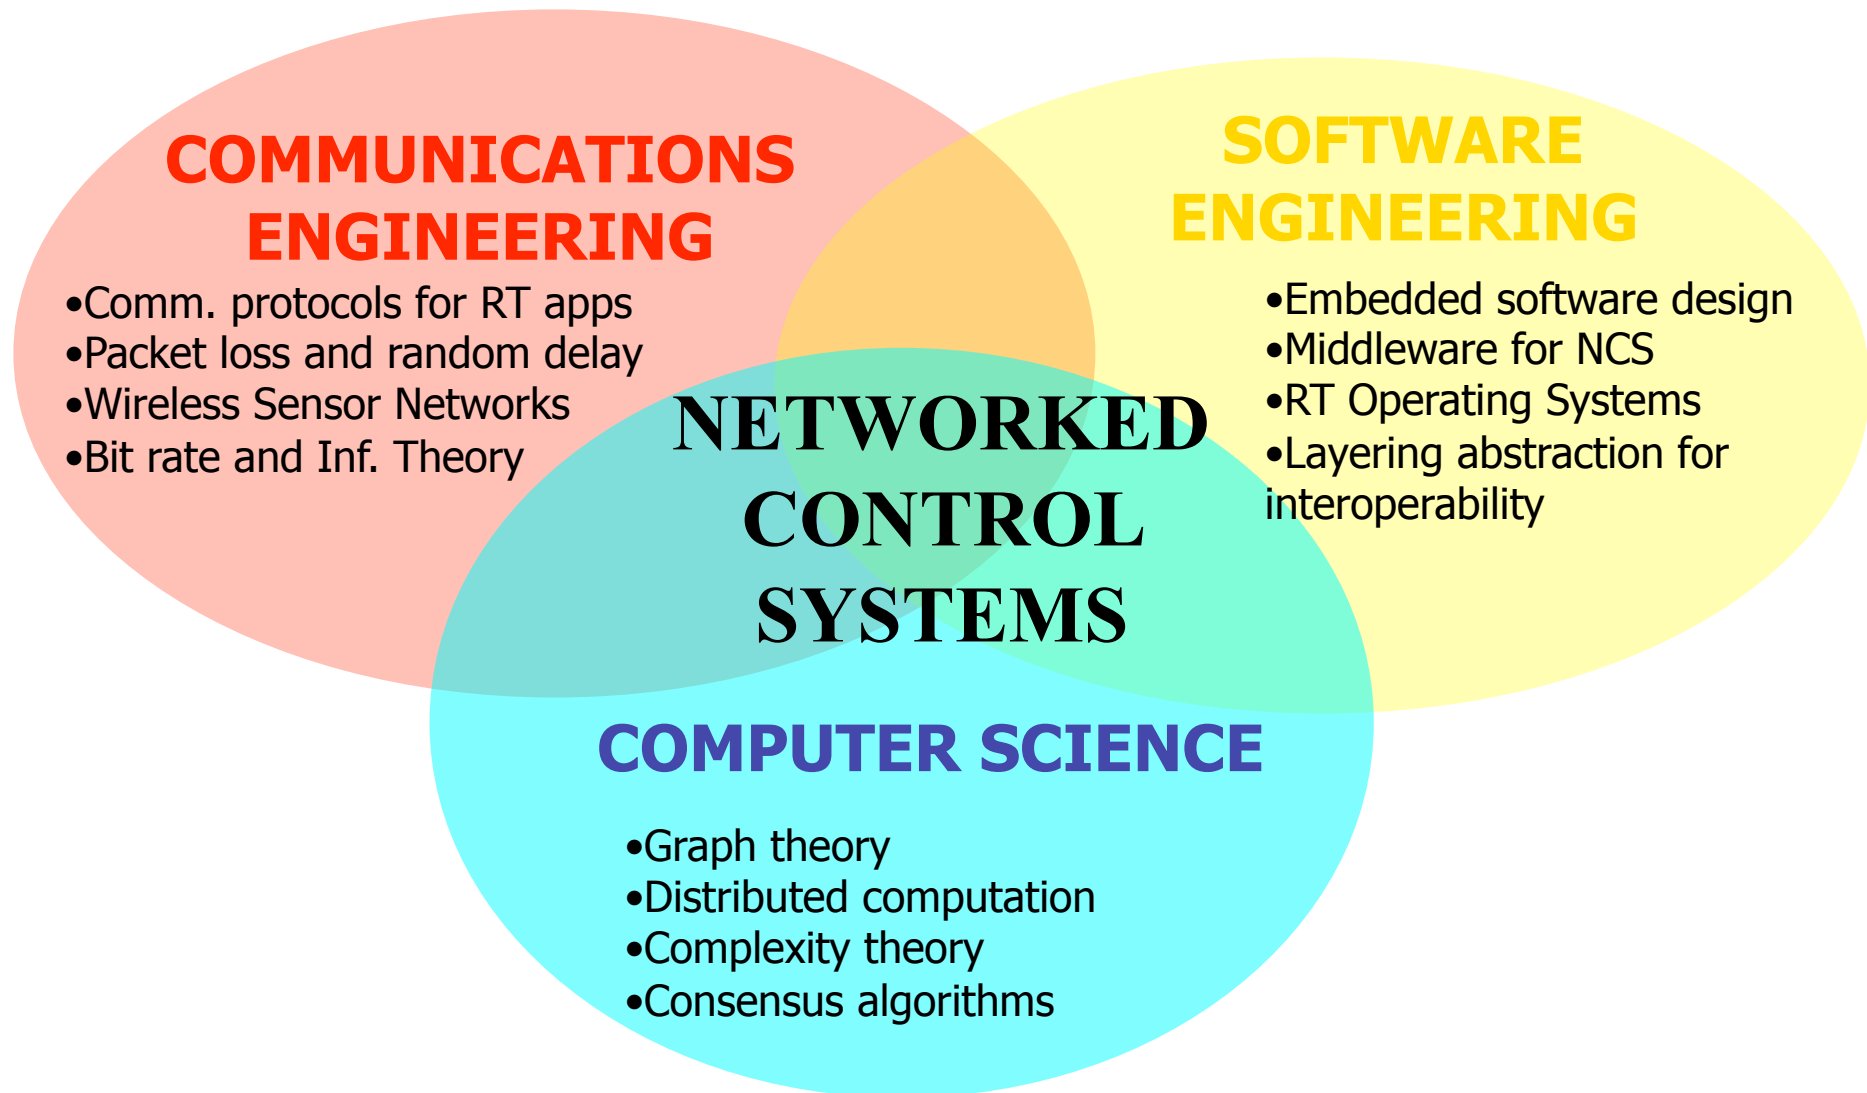 COMMUNICATIONS
ENGINEERING
•Comm. protocols for RT apps
•Packet loss and random delay
•Wireless Sensor Networks
•Bit rate and Inf. Theory
SOFTWARE
ENGINEERING
•Embedded software design
•Middleware for NCS
•RT Operating Systems
•Layering abstraction for
interoperability
NETWORKED
CONTROL
SYSTEMS
COMPUTER SCIENCE
•Graph theory
•Distributed computation
•Complexity theory
•Consensus algorithms